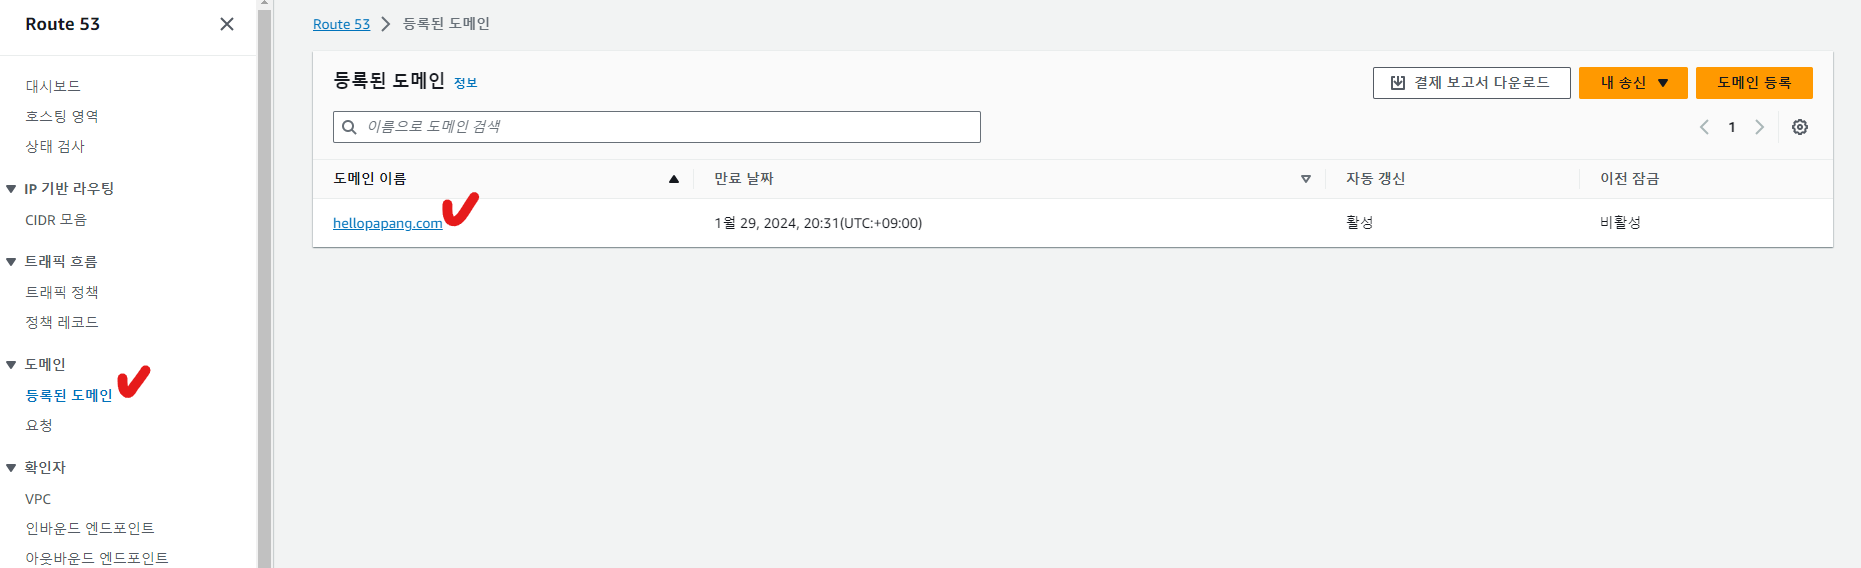 Route 53
대시보드
호스팅 영역
상태 검사
IP 기반 라우팅
CIDR 모음
트래픽 흐름
트래픽 정책
정책 레코드
도메인
등록된 도메인
요청
확인자
VPC
인바운드 엔드포인트
아웃바운드 엔드포인트
Route 53 > 등록된 도메인
등록된 도메인 정보
결제 보고서 다운로드 내 송신 도메인 등록
이름으로 도메인 검색
1
도메인 이름 만료 날짜 자동 갱신 이전 잠금
hellopapang.com 1월 29, 2024, 20:31(UTC:+09:00) 활성 비활성